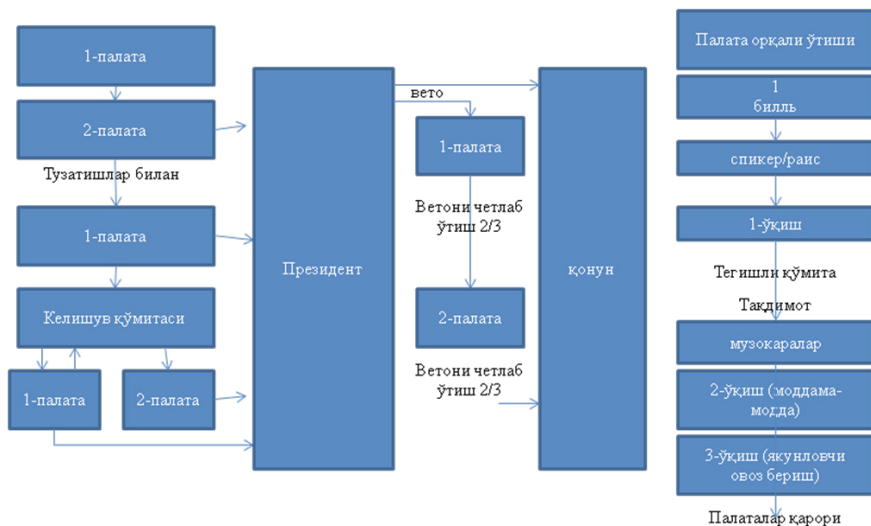 1-палата
2-палата
Тузатишлар билан
1-палата
Келишув қўмитаси
1-палата
2-палата
Президент
вето
1-палата
Ветони четлаб
ўтиш 2/3
2-палата
Ветони четлаб
ўтиш 2/3
қонун
Палата орқали ўтиши
1
билль
спикер/раис
1-ўқиш
Тегишли қўмита
Тақдимот
музокаралар
2-ўқиш (моддама-
модда)
3-ўқиш (якунловчи
овоз бериш)
Палаталар қарори